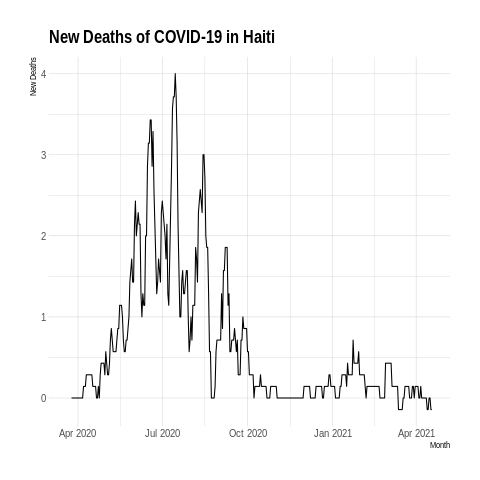 New Deaths of COVID-19 in Haiti
New Deaths
4
3
2
1
0
Apr 2020 Jul 2020 Oct 2020 Jan 2021 Apr 2021
Month